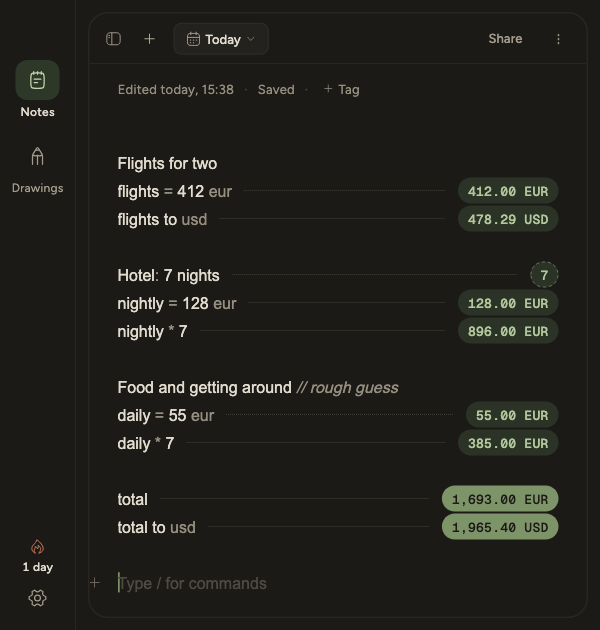 Today
Share
Notes
Edited today, 15:38 · Saved · + Tag
Drawings
Flights for two
flights = 412 eur 412.00 EUR
flights to usd 478.29 USD
Hotel: 7 nights 7
nightly = 128 eur 128.00 EUR
nightly * 7 896.00 EUR
Food and getting around // rough guess
daily = 55 eur 55.00 EUR
daily * 7 385.00 EUR
total 1,693.00 EUR
total to usd 1,965.40 USD
1 day
Type / for commands